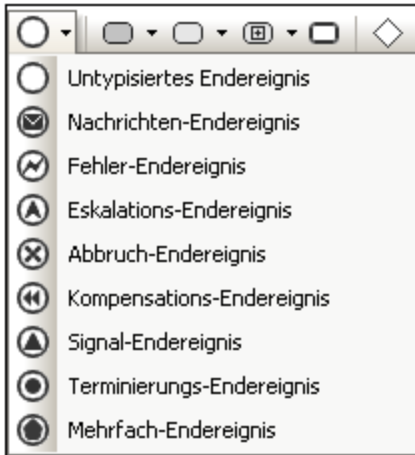 Untypisiertes Endereignis
Nachrichten-Endereignis
Fehler-Endereignis
Eskalations-Endereignis
Abbruch-Endereignis
Kompensations-Endereignis
Signal-Endereignis
Terminierungs-Endereignis
Mehrfach-Endereignis